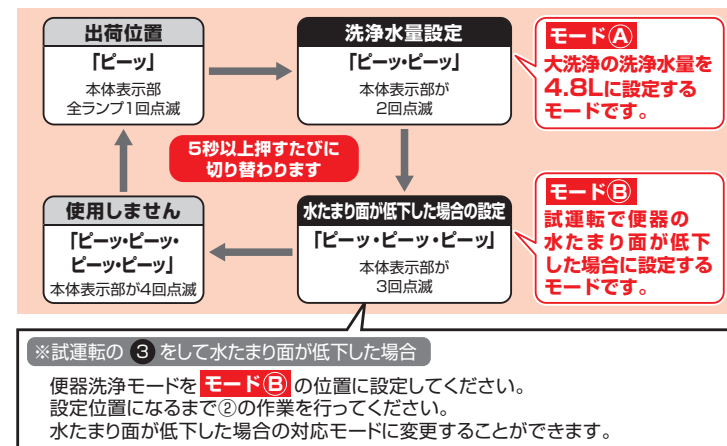 出荷位置
「ピーッ」
本体表示部
全ランプ1回点滅
洗浄水量設定
「ピーッ・ピーッ」
本体表示部が
2回点滅
モードⒶ
大洗浄の洗浄水量を
4.8Lに設定する
モードです。
5秒以上押すたびに
切り替わります
使用しません
「ピーッ・ピーッ・
ピーッ・ピーッ」
本体表示部が4回点滅
水たまり面が低下した場合の設定
「ピーッ・ピーッ・ピーッ」
本体表示部が
3回点滅
モードⒷ
試運転で便器の
水たまり面が低下
した場合に設定する
モードです。
※試運転の ❸ をして水たまり面が低下した場合
便器洗浄モードを モードⒷ の位置に設定してください。
設定位置になるまで②の作業を行ってください。
水たまり面が低下した場合の対応モードに変更することができます。